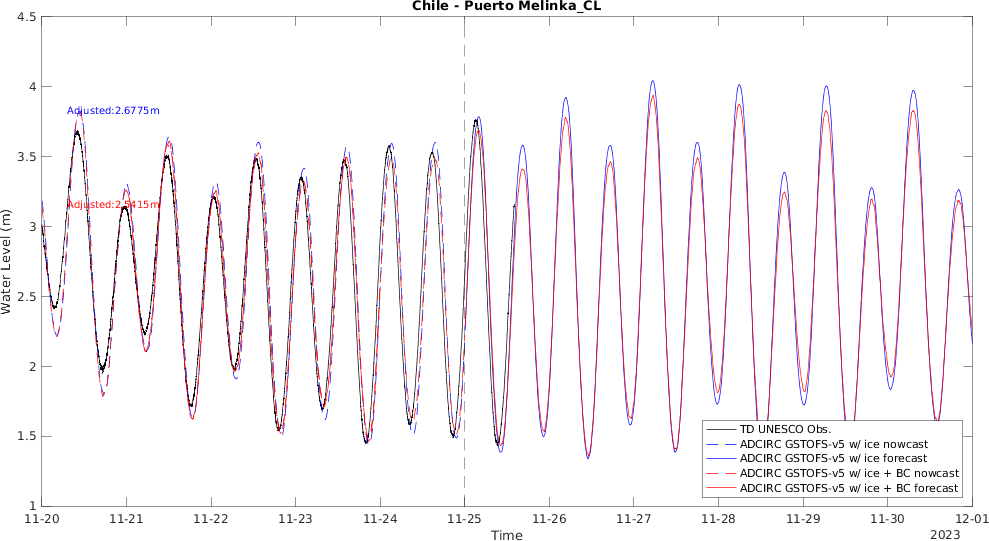 Chile - Puerto Melinka_CL
4.5
4
3.5
3
2.5
2
1.5
1
Water Level (m)
Adjusted:2.6775m
Adjusted:2.5415m
TD UNESCO Obs.
ADCIRC GSTOFS-v5 w/ ice nowcast
ADCIRC GSTOFS-v5 w/ ice forecast
ADCIRC GSTOFS-v5 w/ ice + BC nowcast
ADCIRC GSTOFS-v5 w/ ice + BC forecast
11-20 11-21 11-22 11-23 11-24 11-25 11-26 11-27 11-28 11-29 11-30 12-01
Time
2023